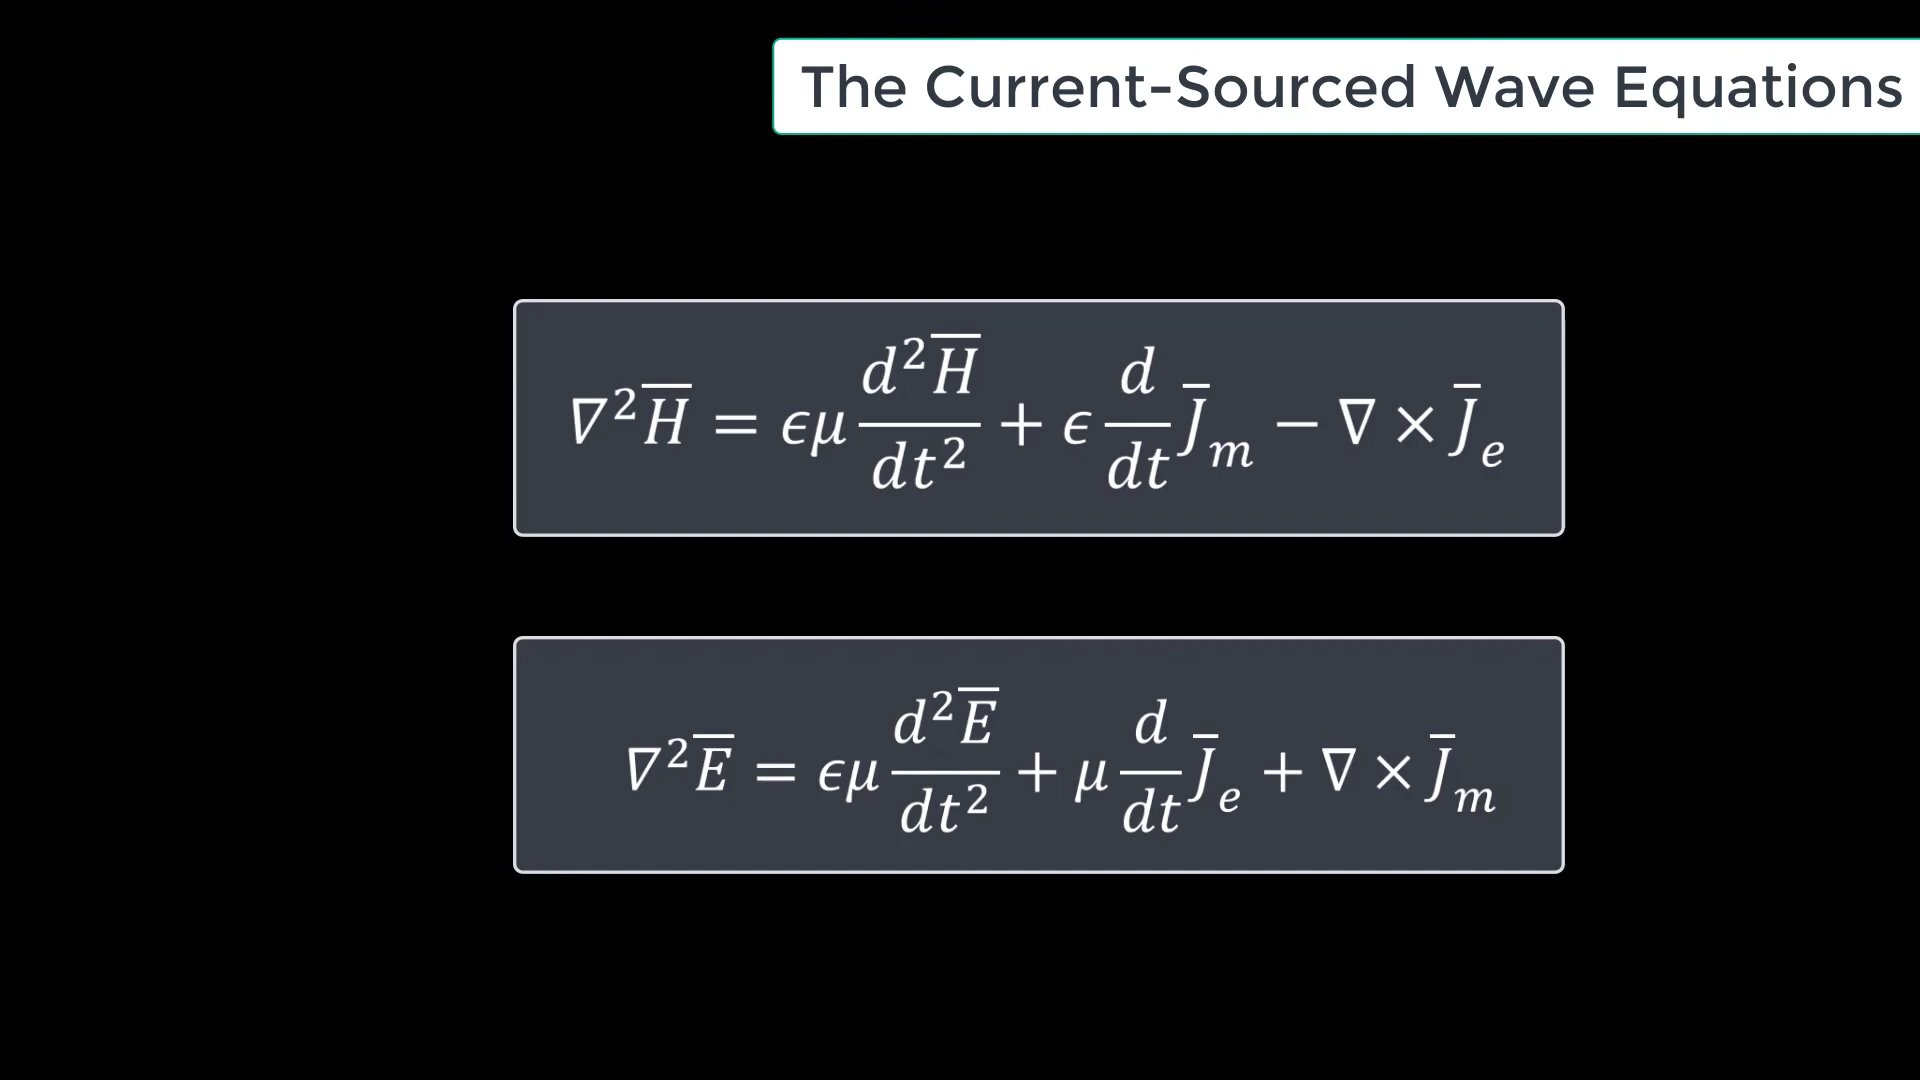 The Current-Sourced Wave Equations
∇²H̅ = ϵμ d²H̅/dt² + ϵ d/dt J̅ₘ − ∇ × J̅ₑ
∇²E̅ = ϵμ d²E̅/dt² + μ d/dt J̅ₑ + ∇ × J̅ₘ